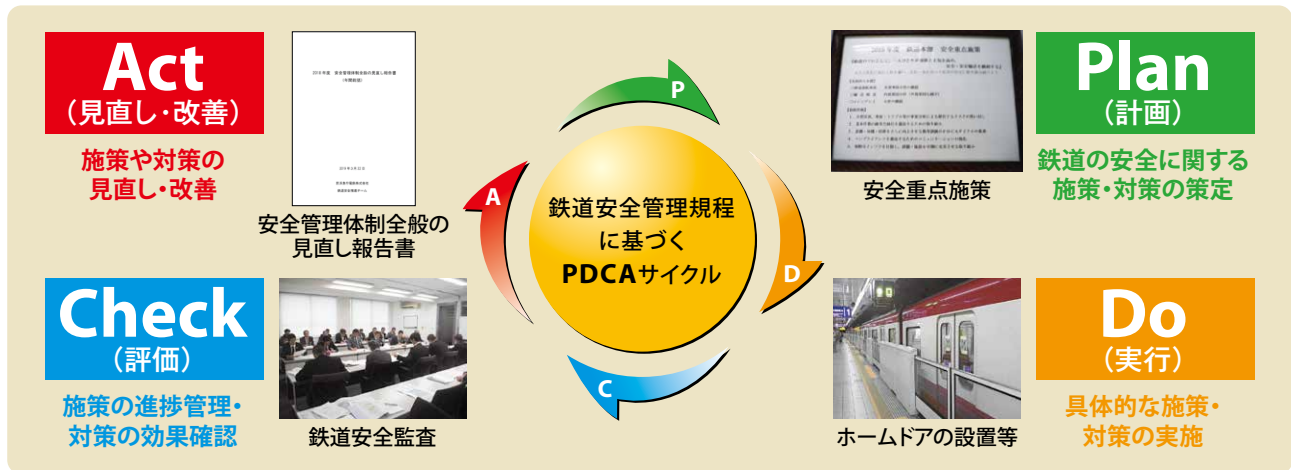 Act
（見直し・改善）
施策や対策の
見直し・改善
安全管理体制全般の
見直し報告書
P
A
D
C
鉄道安全管理規程
に基づく
PDCAサイクル
安全重点施策
Plan
（計画）
鉄道の安全に関する
施策・対策の策定
Check
（評価）
施策の進捗管理・
対策の効果確認
鉄道安全監査
ホームドアの設置等
Do
（実行）
具体的な施策・
対策の実施